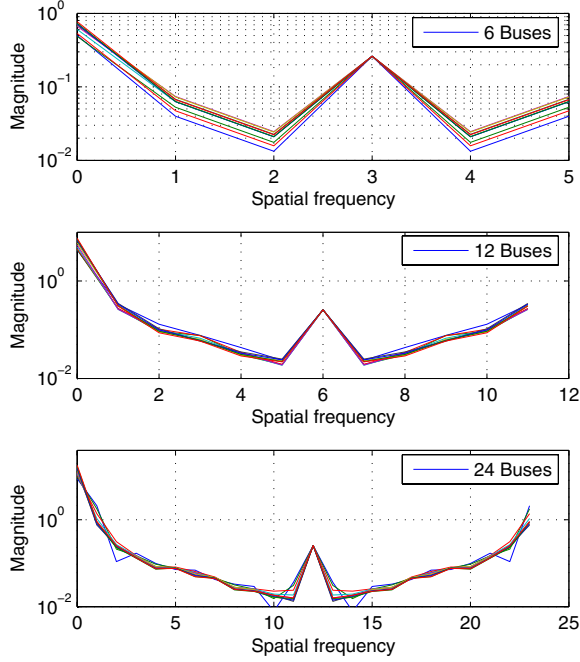 10^0
10^-1
10^-2
Magnitude
6 Buses
0 1 2 3 4 5
Spatial frequency
10^0
10^-2
Magnitude
12 Buses
0 2 4 6 8 10 12
Spatial frequency
10^0
10^-2
Magnitude
24 Buses
0 5 10 15 20 25
Spatial frequency